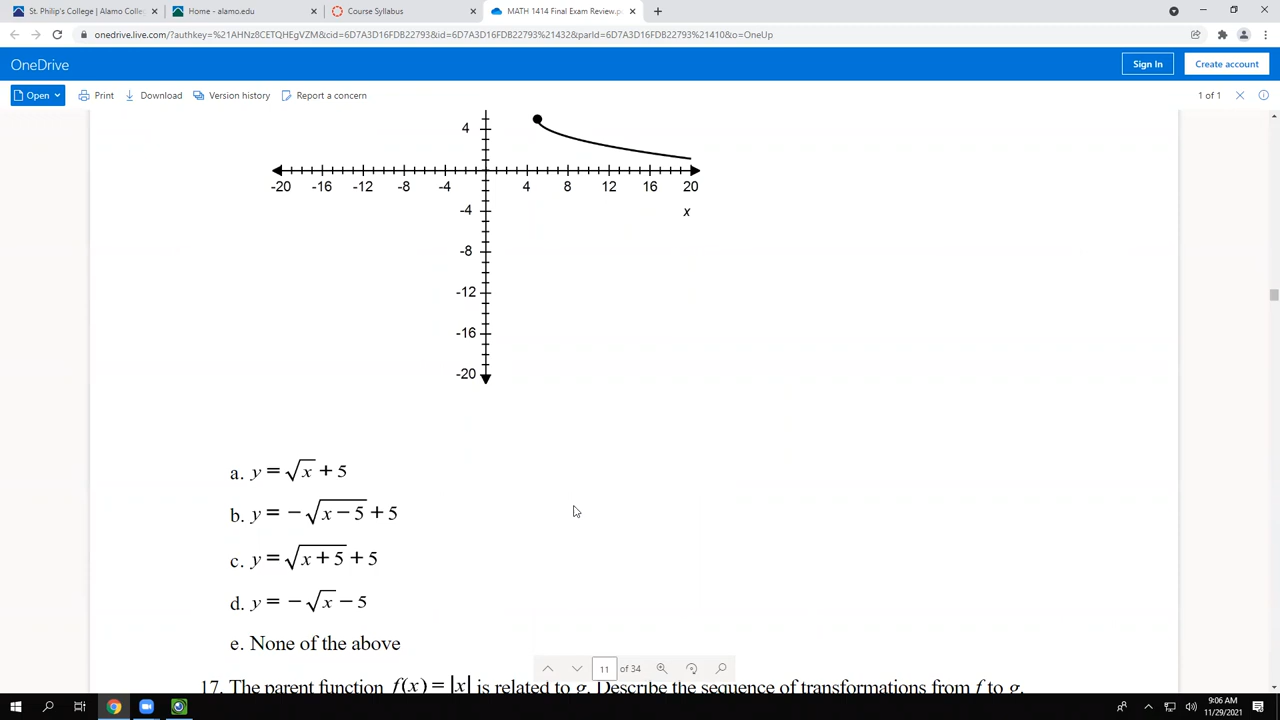 St. Philip's College | Alamo Colle
Home - alamo.edu
Course Syllabus
MATH 1414 Final Exam Review.p
onedrive.live.com/?authkey=%21AHNz8CETQHEgVZM&cid=6D7A3D16FDB22793&id=6D7A3D16FDB22793%21432&parId=6D7A3D16FDB22793%21410&o=OneUp
OneDrive
Sign In
Create account
Open
Print
Download
Version history
Report a concern
1 of 1
4
-20 -16 -12 -8 -4 4 8 12 16 20
-4
x
-8
-12
-16
-20
a. y = √x + 5
b. y = −√(x − 5) + 5
c. y = √(x + 5) + 5
d. y = −√x − 5
e. None of the above
11 of 34
17. The parent function f(x) = |x| is related to g. Describe the sequence of transformations from f to g.
9:06 AM
11/29/2021